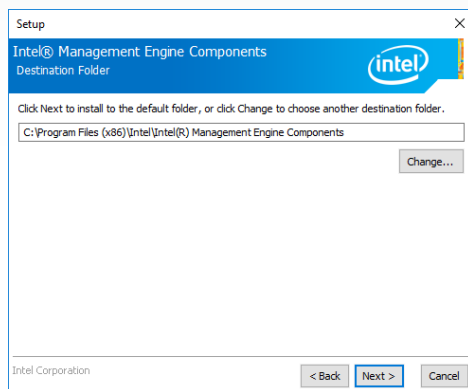 Setup
Intel® Management Engine Components
Destination Folder
intel
Click Next to install to the default folder, or click Change to choose another destination folder.
C:\Program Files (x86)\Intel\Intel(R) Management Engine Components
Change...
Intel Corporation
< Back Next > Cancel